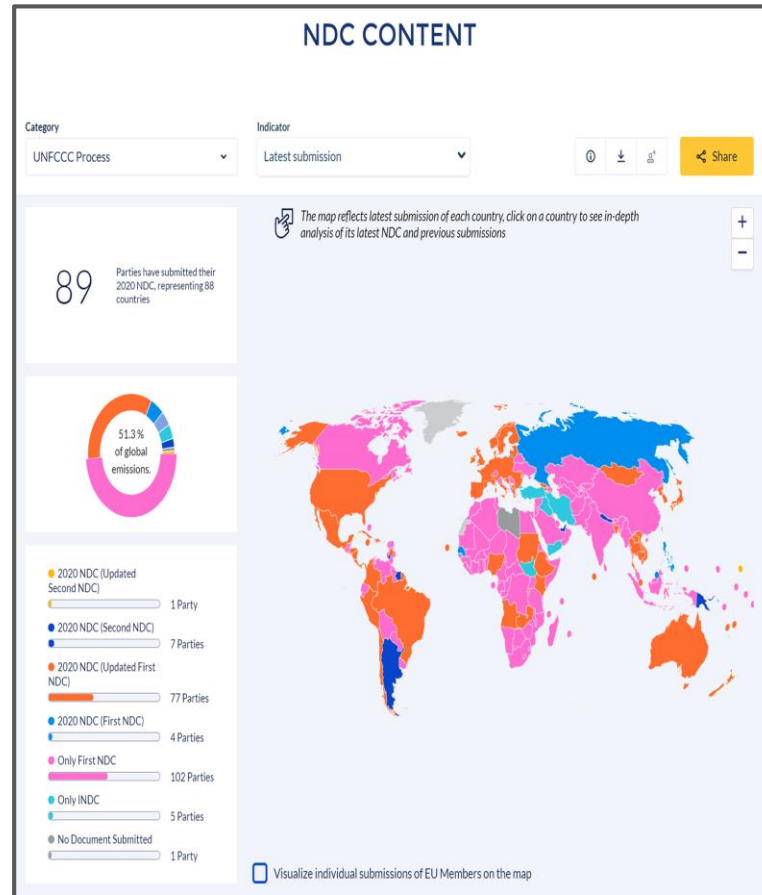 NDC CONTENT
Category
Indicator
UNFCCC Process
Latest submission
Share
The map reflects latest submission of each country, click on a country to see in-depth
analysis of its latest NDC and previous submissions
+
−
89
Parties have submitted their
2020 NDC, representing 88
countries
51.3 %
of global
emissions.
2020 NDC (Updated
Second NDC)
1 Party
2020 NDC (Second NDC)
7 Parties
2020 NDC (Updated First
NDC)
77 Parties
2020 NDC (First NDC)
4 Parties
Only First NDC
102 Parties
Only INDC
5 Parties
No Document Submitted
1 Party
Visualize individual submissions of EU Members on the map